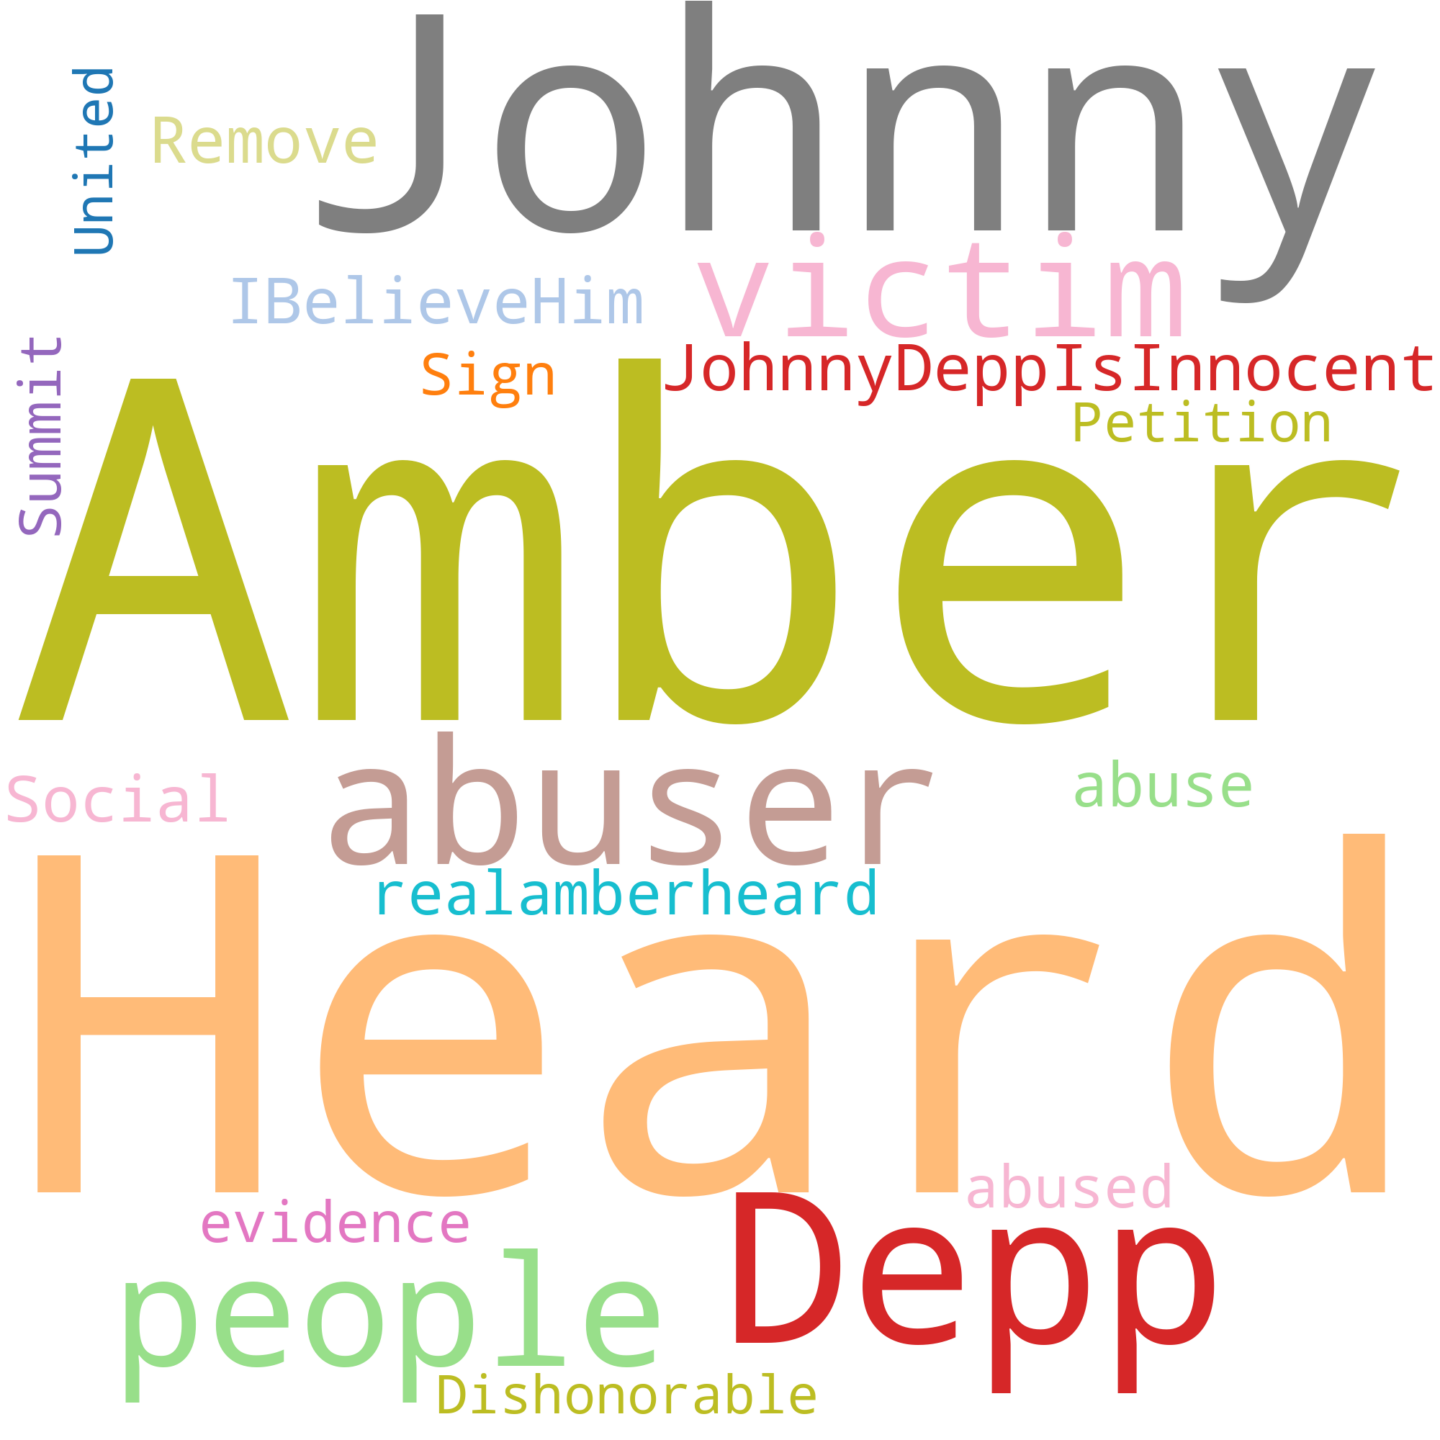 Johnny
United
Remove
victim
IBelieveHim
Sign
JohnnyDeppIsInnocent
Summit
Petition
Amber
abuser
abuse
Social
realamberheard
Heard
abused
evidence
Depp
people
Dishonorable